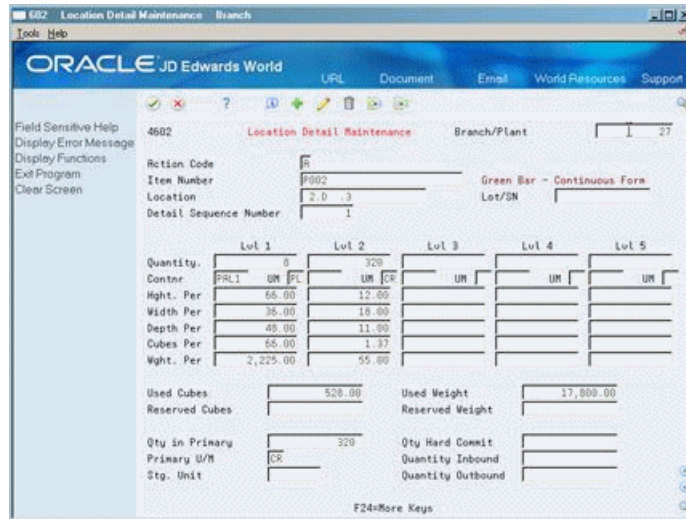 602 Location Detail Maintenance Branch
Tools Help
ORACLE JD Edwards World
URL Document Email World Resources Support
Field Sensitive Help
Display Error Message
Display Functions
Exit Program
Clear Screen
4602 Location Detail Maintenance Branch/Plant 27
Action Code
Item Number P002 Green Bar - Continuous Form
Location 2.0 .3 Lot/SN
Detail Sequence Number 1
Lvl 1 Lvl 2 Lvl 3 Lvl 4 Lvl 5
Quantity. 8 320
Contnr PAL1 UM PL UM CR UM UM UM
Hght. Per 66.00 12.00
Width Per 36.00 18.00
Depth Per 48.00 11.00
Cubes Per 66.00 1.37
Wght. Per 2,225.00 55.00
Used Cubes 528.00 Used Weight 17,800.00
Reserved Cubes Reserved Weight
Qty in Primary 320 Qty Hard Commit
Primary U/M CR Quantity Inbound
Stg. Unit Quantity Outbound
F24=More Keys